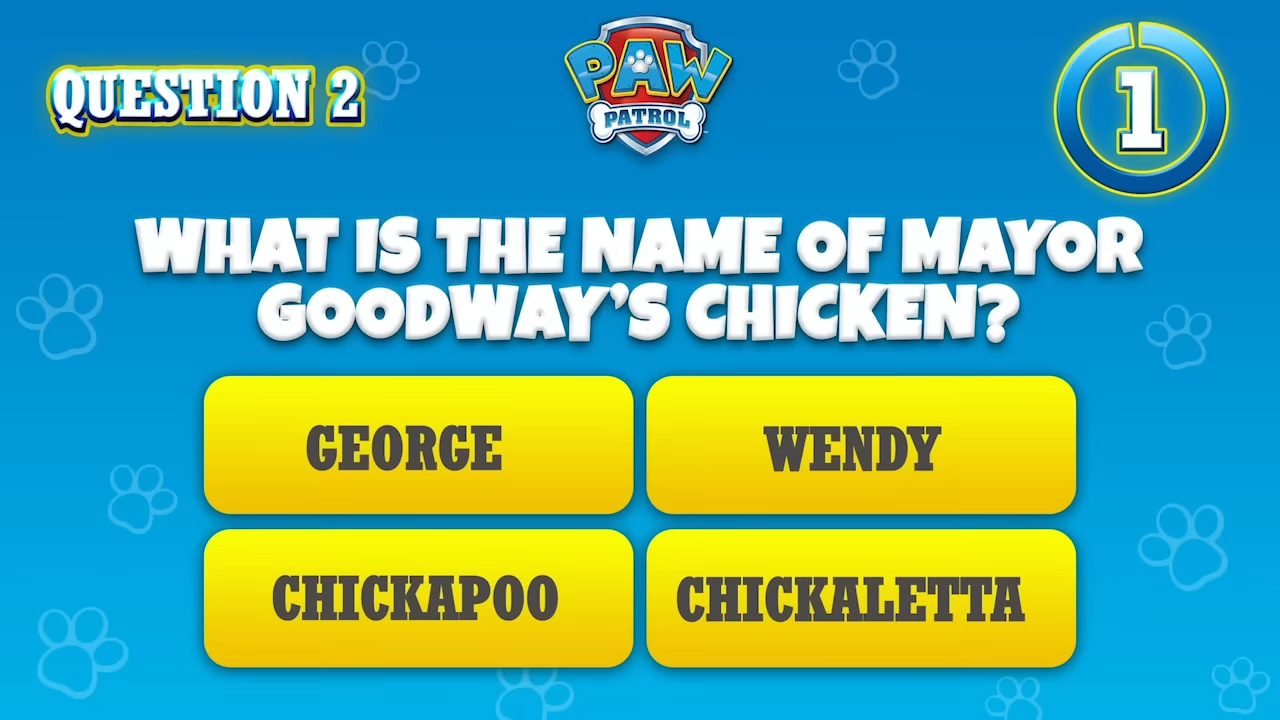 QUESTION 2
PAW
PATROL
1
WHAT IS THE NAME OF MAYOR
GOODWAY'S CHICKEN?
GEORGE
WENDY
CHICKAPOO
CHICKALETTA